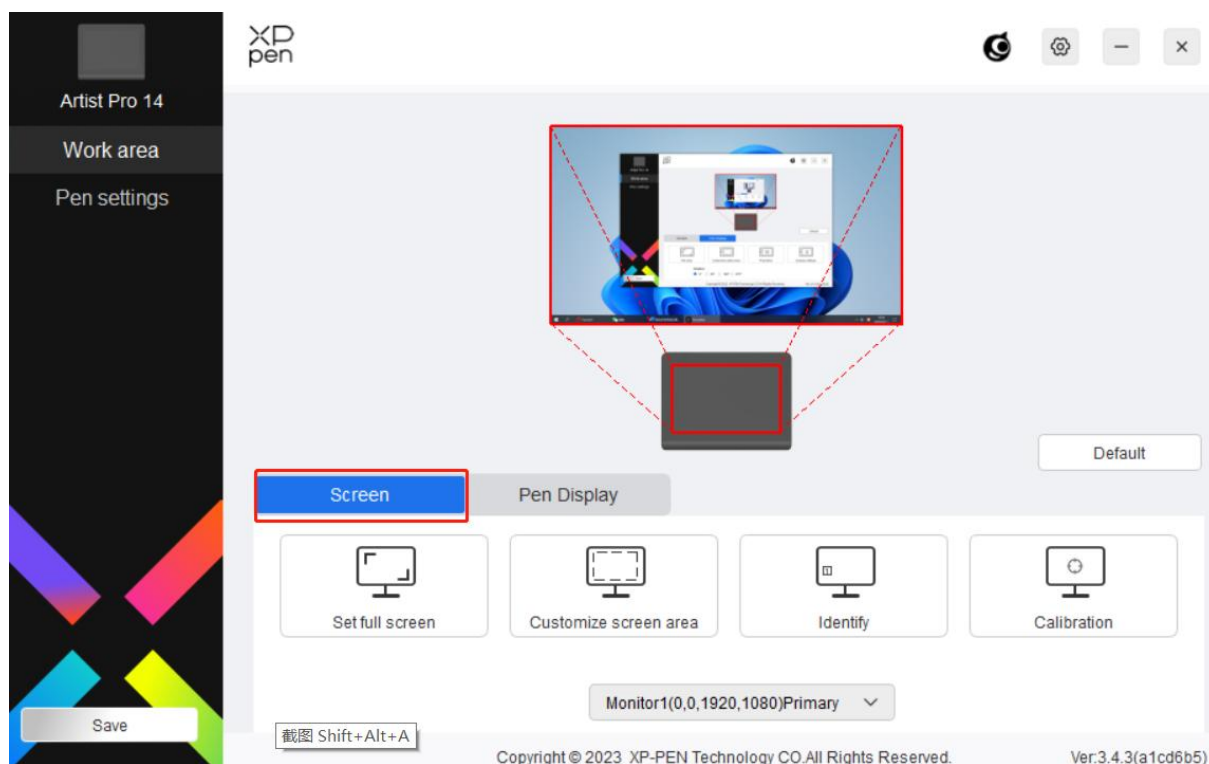 XP
pen
Artist Pro 14
Work area
Pen settings
Default
Screen
Pen Display
Set full screen
Customize screen area
Identify
Calibration
Monitor1(0,0,1920,1080)Primary
Save
截图 Shift+Alt+A
Copyright © 2023 XP-PEN Technology CO.All Rights Reserved.
Ver:3.4.3(a1cd6b5)